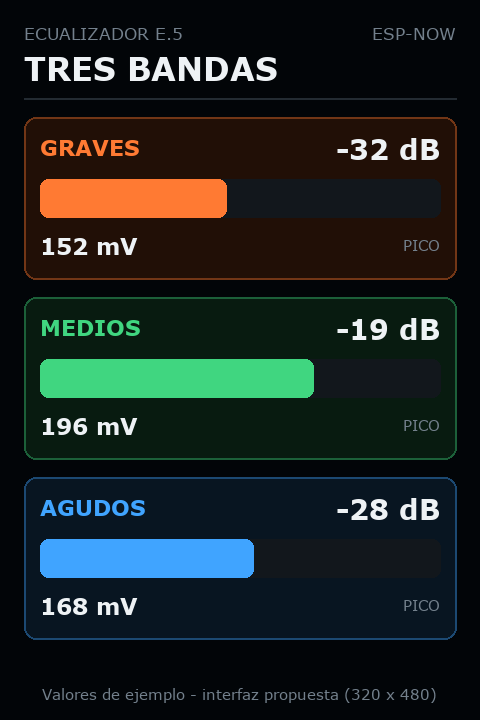 ECUALIZADOR E.5 ESP-NOW
TRES BANDAS
GRAVES -32 dB
152 mV PICO
MEDIOS -19 dB
196 mV PICO
AGUDOS -28 dB
168 mV PICO
Valores de ejemplo - interfaz propuesta (320 x 480)